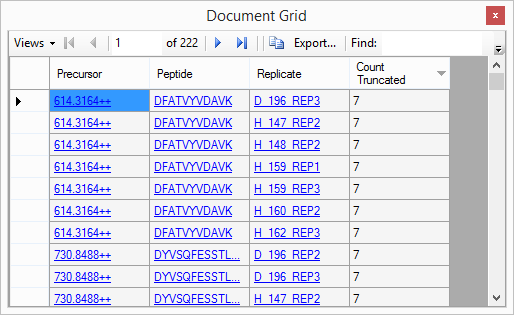 Document Grid
x
Views 1 of 222 Export... Find:
Precursor Peptide Replicate Count Truncated
614.3164++ DFATVYVDAVK D_196_REP3 7
614.3164++ DFATVYVDAVK H_147_REP2 7
614.3164++ DFATVYVDAVK H_148_REP2 7
614.3164++ DFATVYVDAVK H_159_REP1 7
614.3164++ DFATVYVDAVK H_159_REP3 7
614.3164++ DFATVYVDAVK H_160_REP2 7
614.3164++ DFATVYVDAVK H_162_REP3 7
730.8488++ DYVSQFESSTL... D_196_REP2 7
730.8488++ DYVSQFESSTL... D_196_REP3 7
730.8488++ DYVSQFESSTL... H_147_REP2 7